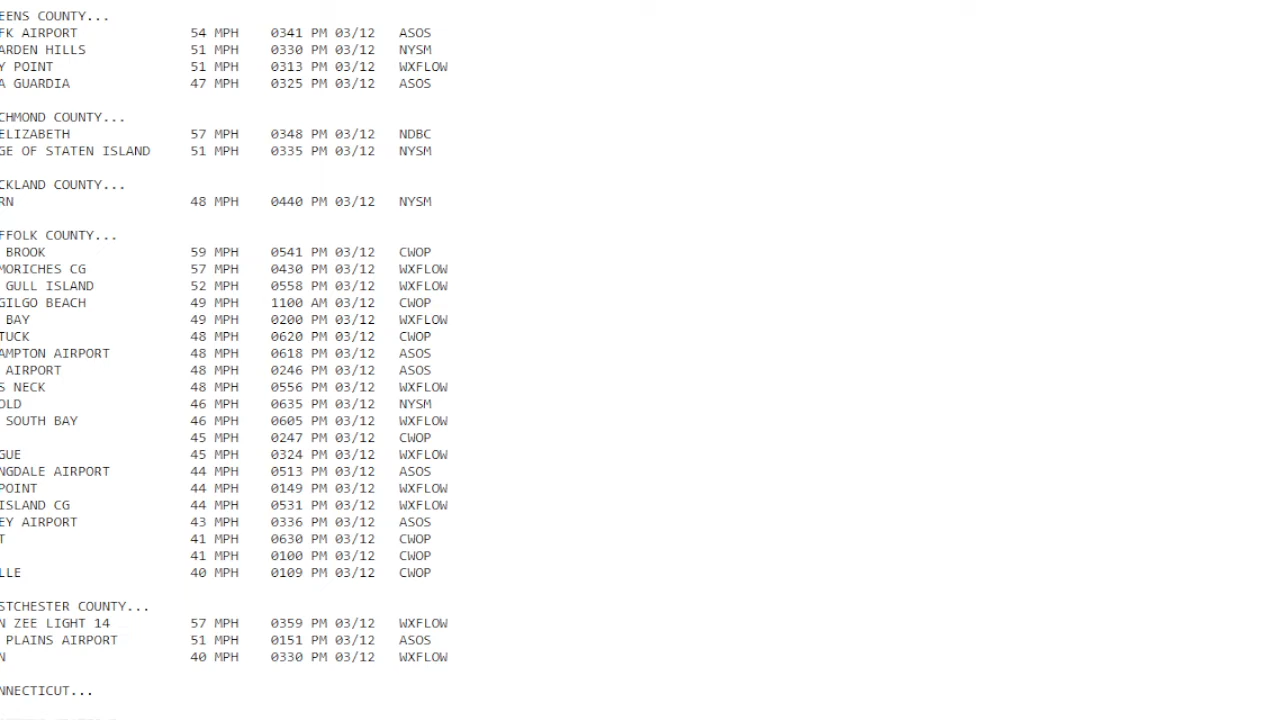 EENS COUNTY...
FK AIRPORT 54 MPH 0341 PM 03/12 ASOS
ARDEN HILLS 51 MPH 0330 PM 03/12 NYSM
Y POINT 51 MPH 0313 PM 03/12 WXFLOW
A GUARDIA 47 MPH 0325 PM 03/12 ASOS
CHMOND COUNTY...
ELIZABETH 57 MPH 0348 PM 03/12 NDBC
GE OF STATEN ISLAND 51 MPH 0335 PM 03/12 NYSM
CKLAND COUNTY...
RN 48 MPH 0440 PM 03/12 NYSM
FFOLK COUNTY...
BROOK 59 MPH 0541 PM 03/12 CWOP
MORICHES CG 57 MPH 0430 PM 03/12 WXFLOW
GULL ISLAND 52 MPH 0558 PM 03/12 WXFLOW
GILGO BEACH 49 MPH 1100 AM 03/12 CWOP
BAY 49 MPH 0200 PM 03/12 WXFLOW
TUCK 48 MPH 0620 PM 03/12 CWOP
AMPTON AIRPORT 48 MPH 0618 PM 03/12 ASOS
AIRPORT 48 MPH 0246 PM 03/12 ASOS
S NECK 48 MPH 0556 PM 03/12 WXFLOW
OLD 46 MPH 0635 PM 03/12 NYSM
SOUTH BAY 46 MPH 0605 PM 03/12 WXFLOW
45 MPH 0247 PM 03/12 CWOP
GUE 45 MPH 0324 PM 03/12 WXFLOW
NGDALE AIRPORT 44 MPH 0513 PM 03/12 ASOS
POINT 44 MPH 0149 PM 03/12 WXFLOW
ISLAND CG 44 MPH 0531 PM 03/12 WXFLOW
EY AIRPORT 43 MPH 0336 PM 03/12 ASOS
T 41 MPH 0630 PM 03/12 CWOP
41 MPH 0100 PM 03/12 CWOP
LLE 40 MPH 0109 PM 03/12 CWOP
STCHESTER COUNTY...
N ZEE LIGHT 14 57 MPH 0359 PM 03/12 WXFLOW
PLAINS AIRPORT 51 MPH 0151 PM 03/12 ASOS
N 40 MPH 0330 PM 03/12 WXFLOW
NNECTICUT...